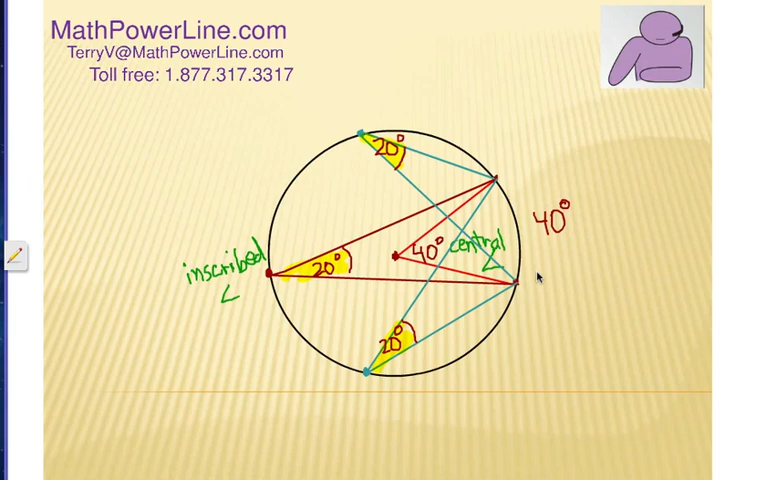 MathPowerLine.com
TerryV@MathPowerLine.com
Toll free: 1.877.317.3317
20°
40°
inscribed
20°
40°
central
20°